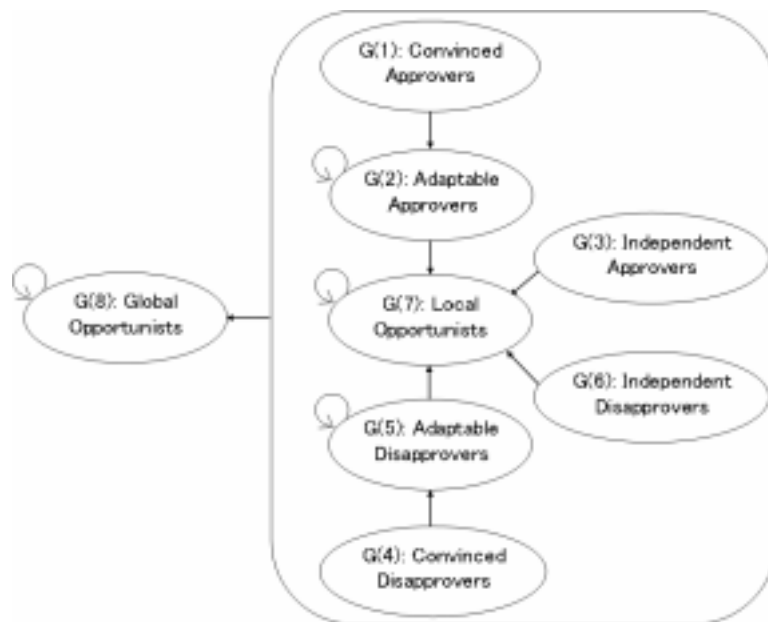 G(1): Convinced
Approvers
G(2): Adaptable
Approvers
G(3): Independent
Approvers
G(8): Global
Opportunists
G(7): Local
Opportunists
G(6): Independent
Disapprovers
G(5): Adaptable
Disapprovers
G(4): Convinced
Disapprovers